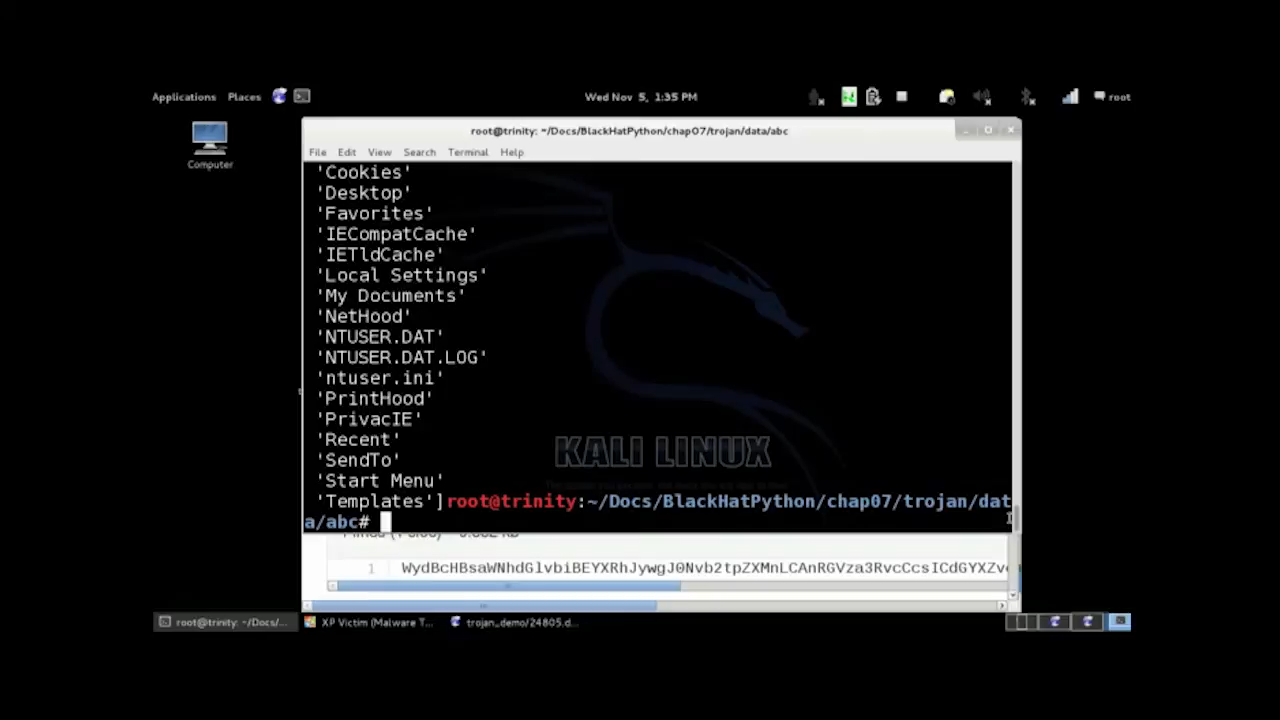 Applications Places Wed Nov 5, 1:35 PM root
Computer
root@trinity: ~/Docs/BlackHatPython/chap07/trojan/data/abc
File Edit View Search Terminal Help
'Cookies'
'Desktop'
'Favorites'
'IECompatCache'
'IETldCache'
'Local Settings'
'My Documents'
'NetHood'
'NTUSER.DAT'
'NTUSER.DAT.LOG'
'ntuser.ini'
'PrintHood'
'PrivacIE'
'Recent'
'SendTo'
'Start Menu'
'Templates']root@trinity:~/Docs/BlackHatPython/chap07/trojan/dat
a/abc#
KALI LINUX
1 WydBcHBsaWNhdGlvbiBEYXRhJywgJ0Nvb2tpZXMnLCAnRGVza3RvcCcsICdGYXZv
root@trinity: ~/Docs/... XP Victim (Malware T... trojan_demo/24805.d...